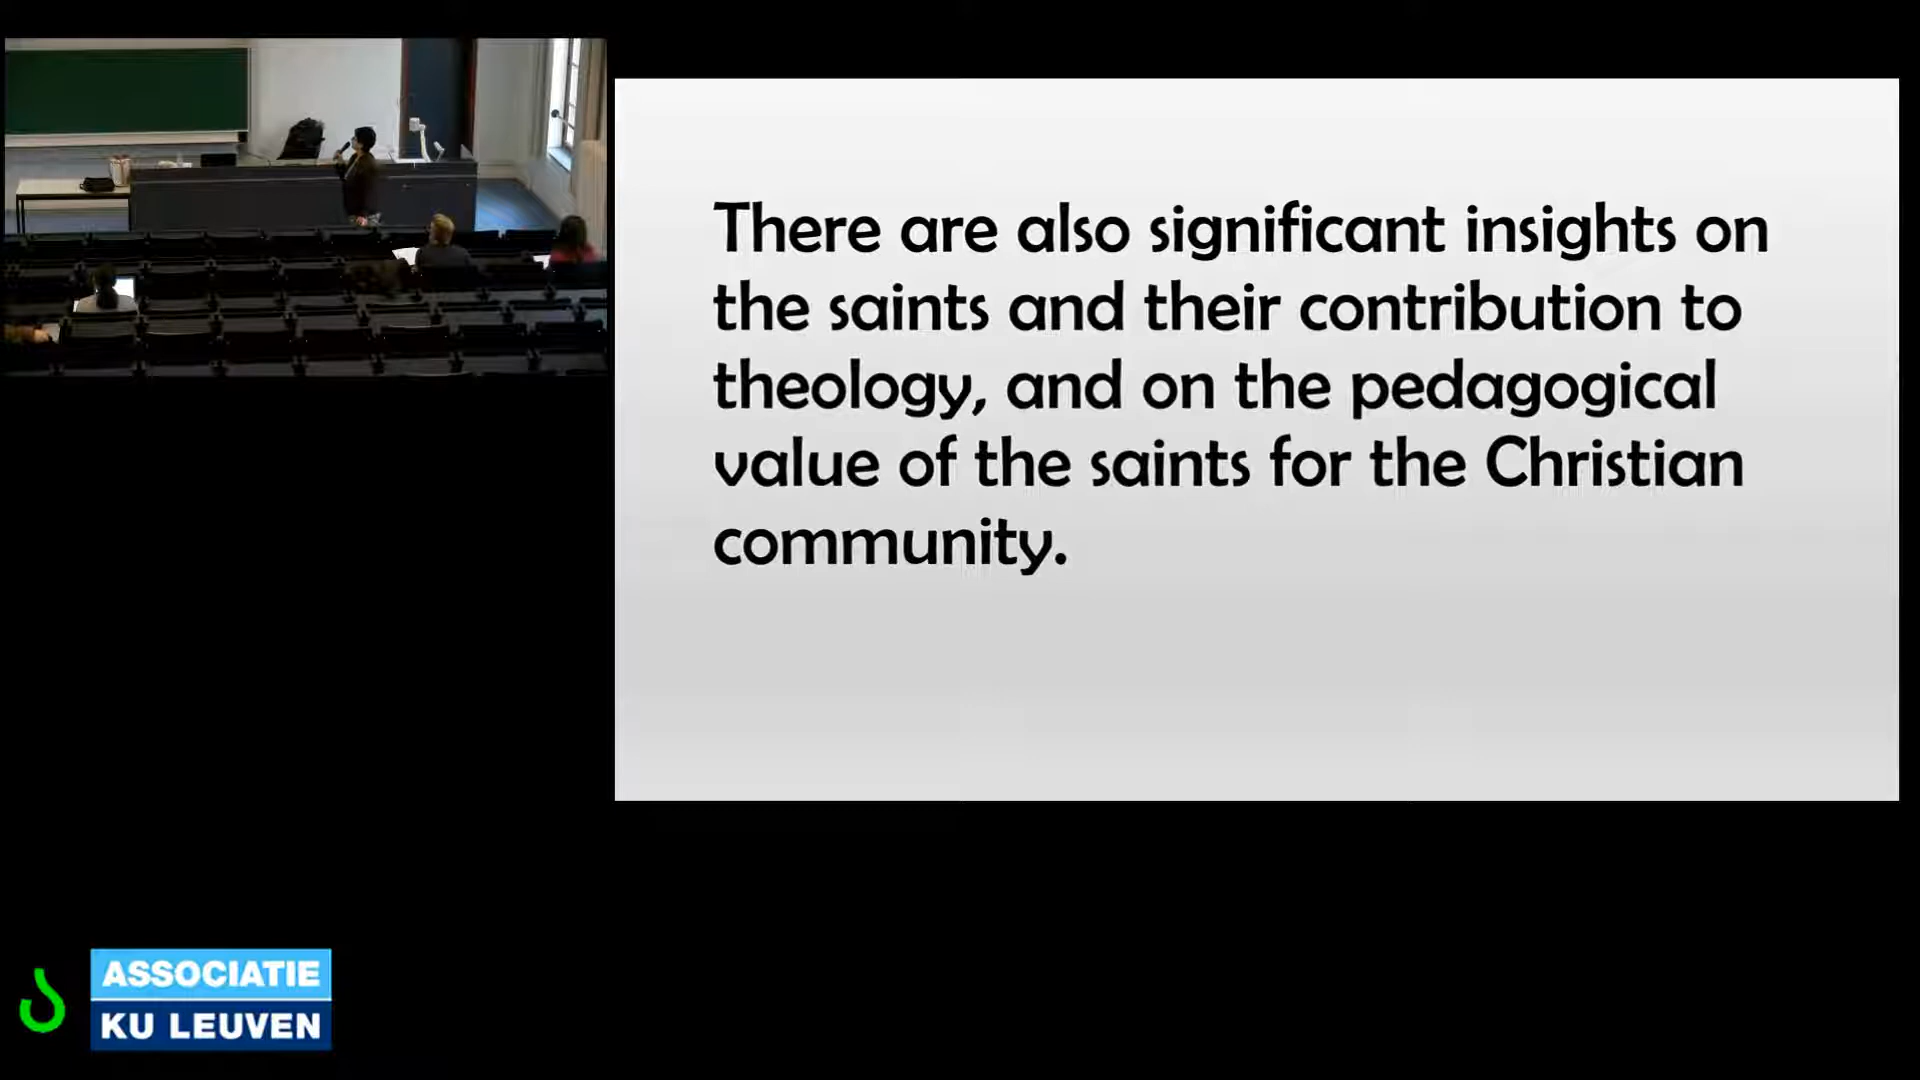 There are also significant insights on
the saints and their contribution to
theology, and on the pedagogical
value of the saints for the Christian
community.
ASSOCIATIE
KU LEUVEN